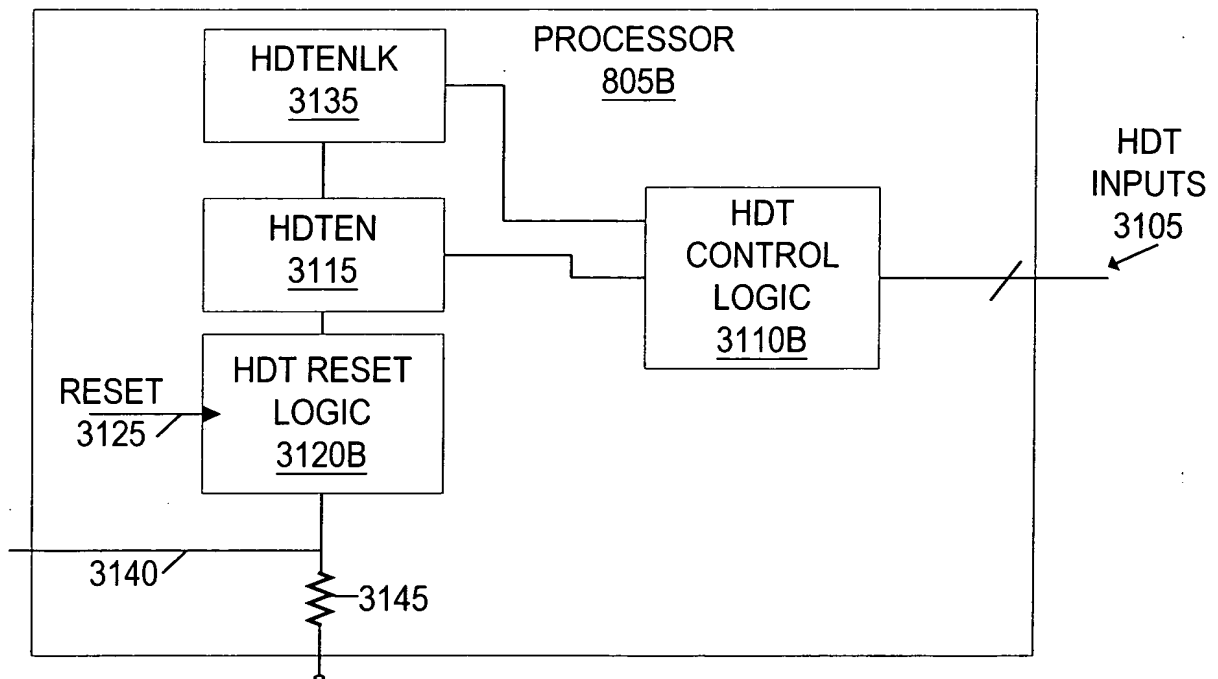 PROCESSOR
805B
HDTENLK
3135
HDT
INPUTS
3105
HDTEN
3115
HDT
CONTROL
LOGIC
3110B
HDT RESET
LOGIC
3120B
RESET
3125
3140
3145